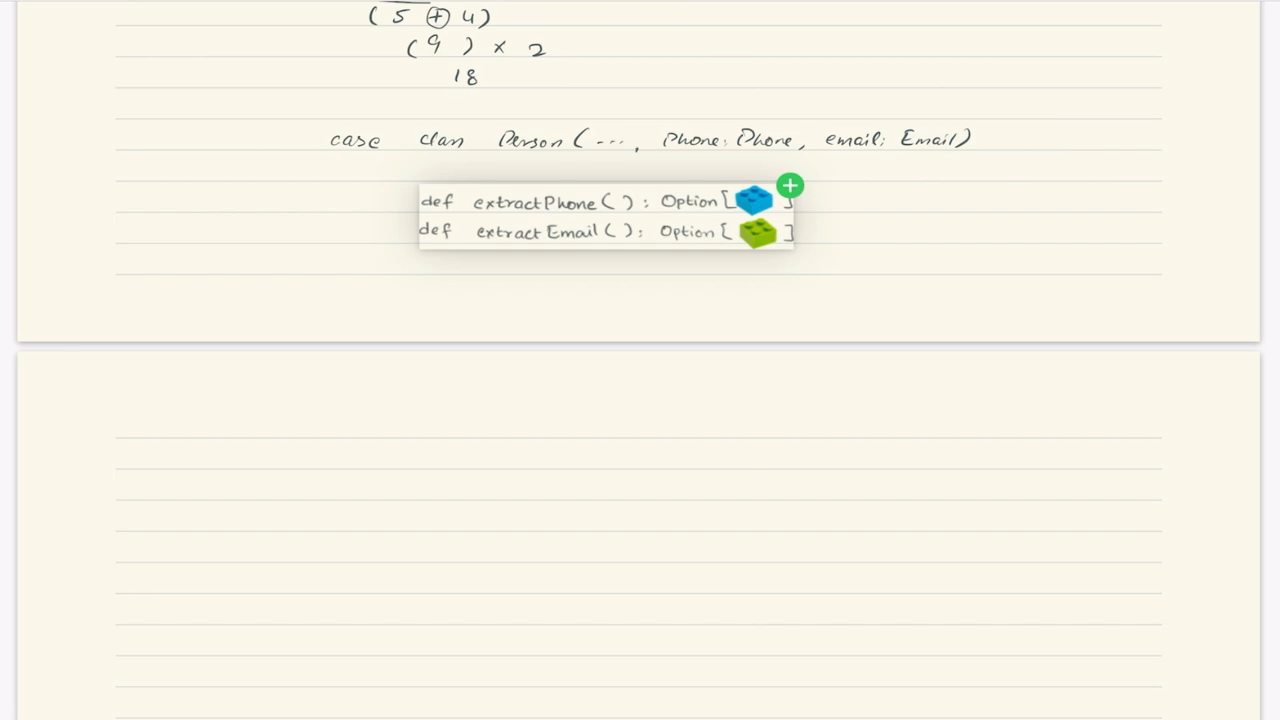 ( 5 + 4 )
( 9 ) × 2
18
case class Person( ..., phone: Phone, email: Email)
def extractPhone( ) : Option[ ]
def extractEmail( ) : Option[ ]